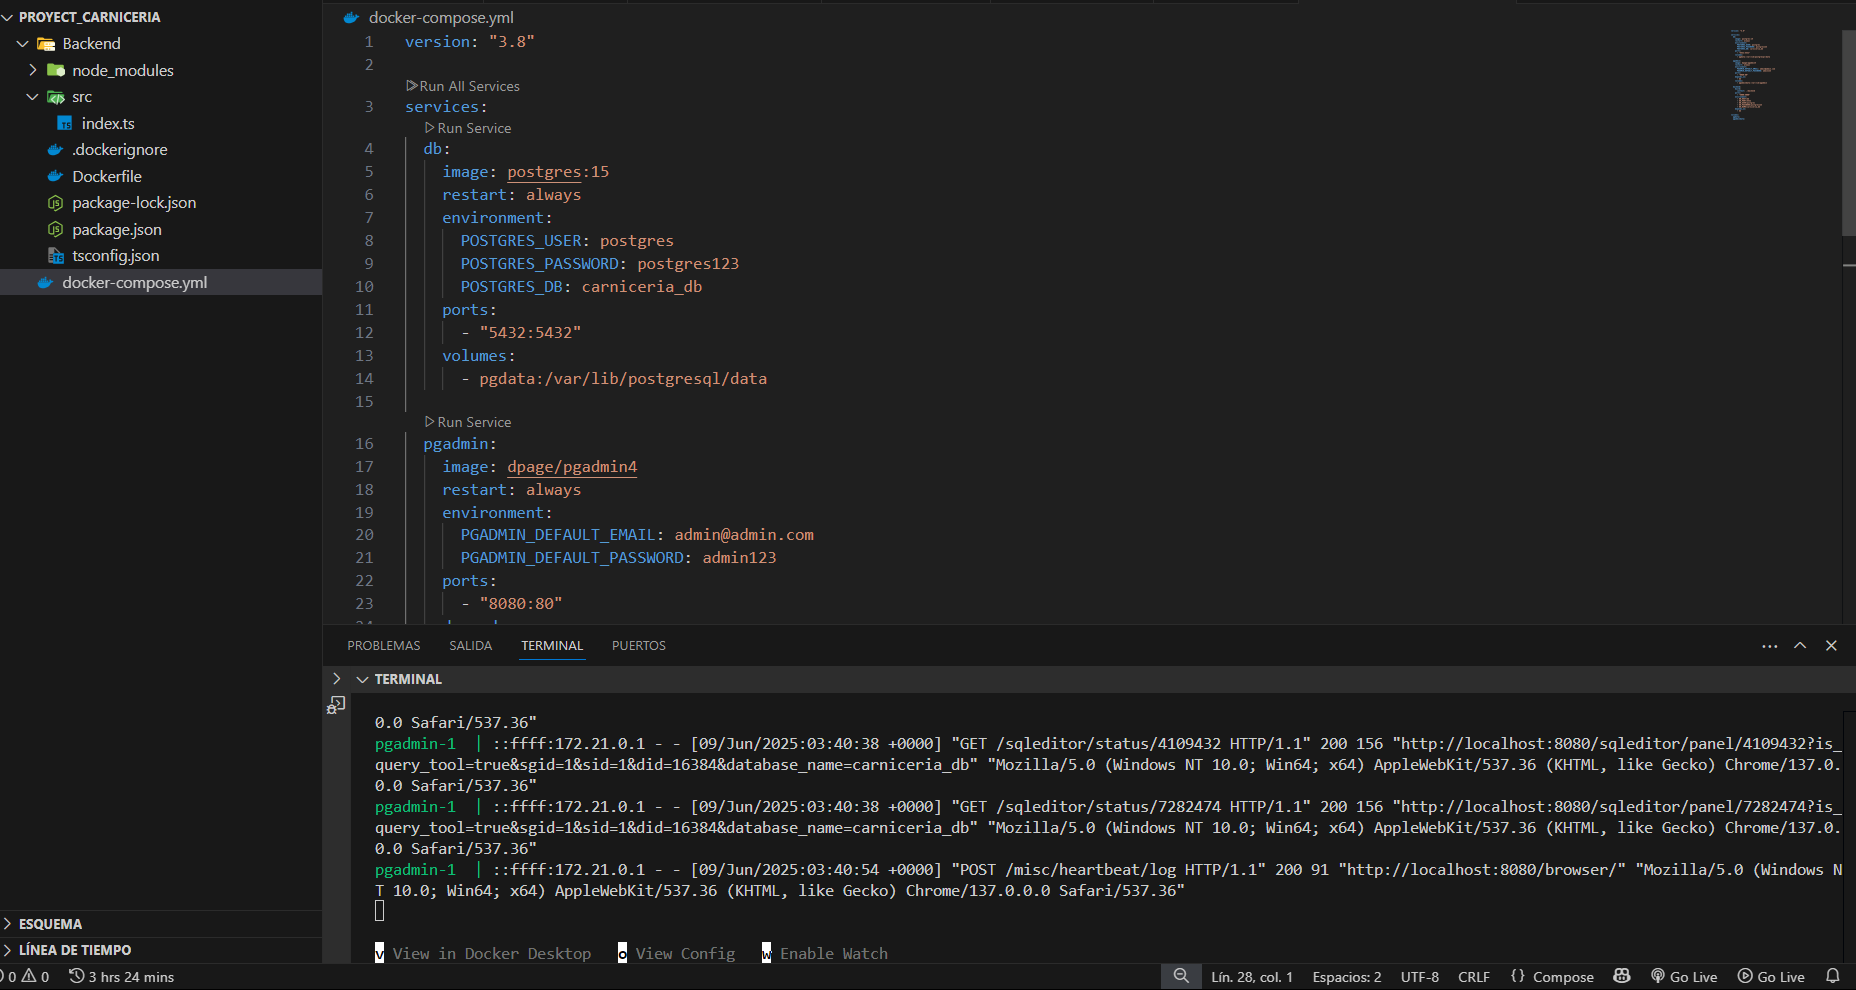 PROYECT_CARNICERIA
Backend
node_modules
src
index.ts
.dockerignore
Dockerfile
package-lock.json
package.json
tsconfig.json
docker-compose.yml
ESQUEMA
LÍNEA DE TIEMPO
docker-compose.yml
1 version: "3.8"
2
Run All Services
3 services:
Run Service
4 db:
5 image: postgres:15
6 restart: always
7 environment:
8 POSTGRES_USER: postgres
9 POSTGRES_PASSWORD: postgres123
10 POSTGRES_DB: carniceria_db
11 ports:
12 - "5432:5432"
13 volumes:
14 - pgdata:/var/lib/postgresql/data
15
Run Service
16 pgadmin:
17 image: dpage/pgadmin4
18 restart: always
19 environment:
20 PGADMIN_DEFAULT_EMAIL: admin@admin.com
21 PGADMIN_DEFAULT_PASSWORD: admin123
22 ports:
23 - "8080:80"
PROBLEMAS SALIDA TERMINAL PUERTOS
TERMINAL
0.0 Safari/537.36"
pgadmin-1 | ::ffff:172.21.0.1 - - [09/Jun/2025:03:40:38 +0000] "GET /sqleditor/status/4109432 HTTP/1.1" 200 156 "http://localhost:8080/sqleditor/panel/4109432?is_
query_tool=true&sgid=1&sid=1&did=16384&database_name=carniceria_db" "Mozilla/5.0 (Windows NT 10.0; Win64; x64) AppleWebKit/537.36 (KHTML, like Gecko) Chrome/137.0.
0.0 Safari/537.36"
pgadmin-1 | ::ffff:172.21.0.1 - - [09/Jun/2025:03:40:38 +0000] "GET /sqleditor/status/7282474 HTTP/1.1" 200 156 "http://localhost:8080/sqleditor/panel/7282474?is_
query_tool=true&sgid=1&sid=1&did=16384&database_name=carniceria_db" "Mozilla/5.0 (Windows NT 10.0; Win64; x64) AppleWebKit/537.36 (KHTML, like Gecko) Chrome/137.0.
0.0 Safari/537.36"
pgadmin-1 | ::ffff:172.21.0.1 - - [09/Jun/2025:03:40:54 +0000] "POST /misc/heartbeat/log HTTP/1.1" 200 91 "http://localhost:8080/browser/" "Mozilla/5.0 (Windows N
T 10.0; Win64; x64) AppleWebKit/537.36 (KHTML, like Gecko) Chrome/137.0.0.0 Safari/537.36"
v View in Docker Desktop o View Config w Enable Watch
0 0 3 hrs 24 mins Lín. 28, col. 1 Espacios: 2 UTF-8 CRLF {} Compose Go Live Go Live